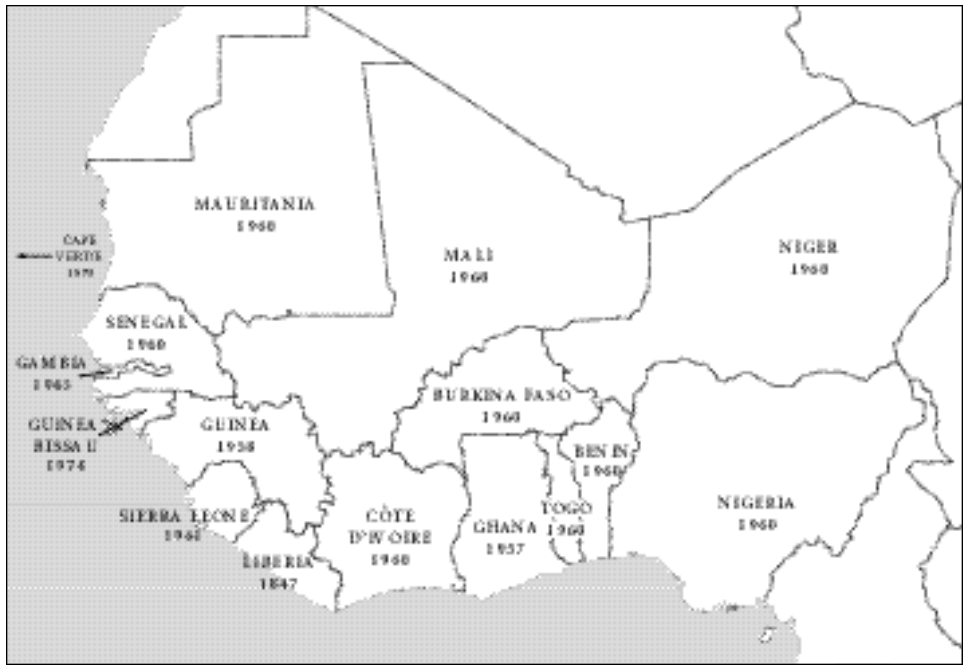 MAURITANIA
1960
CAPE
VERDE
MALI
1960
NIGER
1960
SENEGAL
1960
GAMBIA
1965
BURKINA FASO
1960
GUINEA
BISSAU
1974
GUINEA
1958
BENIN
1960
SIERRA LEONE
1961
CÔTE
D'IVOIRE
1960
GHANA
1957
TOGO
1960
NIGERIA
1960
LIBERIA
1847